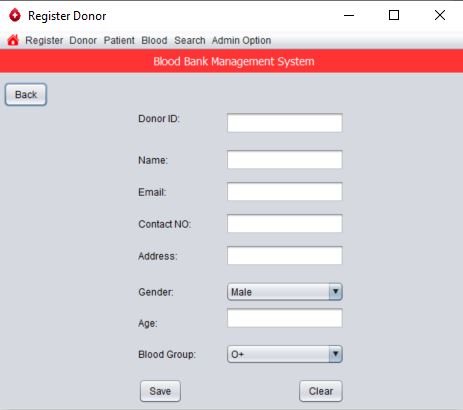 Register Donor
Register Donor Patient Blood Search Admin Option
Blood Bank Management System
Back
Donor ID:
Name:
Email:
Contact NO:
Address:
Gender: Male
Age:
Blood Group: O+
Save Clear